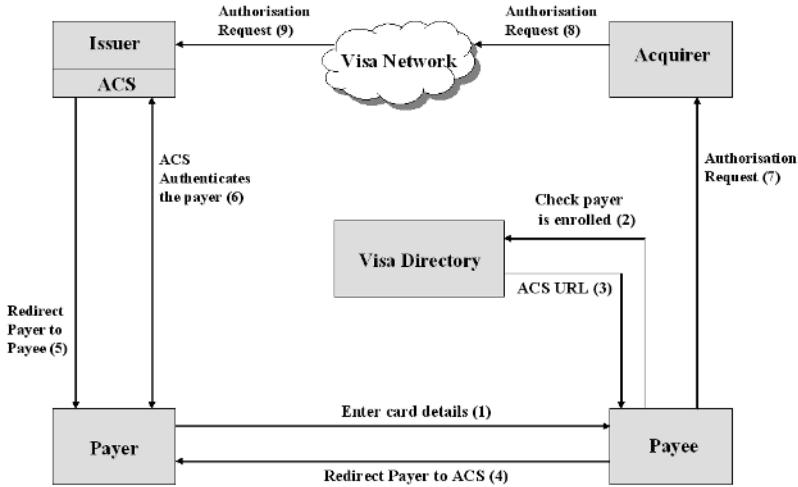 Authorisation
Request (9)
Authorisation
Request (8)
Issuer
ACS
Visa Network
Acquirer
ACS
Authenticates
the payer (6)
Authorisation
Request (7)
Check payer
is enrolled (2)
Visa Directory
ACS URL (3)
Redirect
Payer to
Payee (5)
Enter card details (1)
Payer
Payee
Redirect Payer to ACS (4)